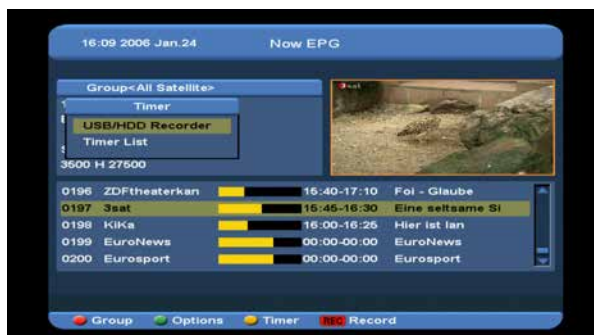 16:09 2006 Jan.24 Now EPG
Group<All Satellite>
Timer
USB/HDD Recorder
Timer List
3500 H 27500
3sat
0196 ZDFtheaterkan 15:40-17:10 Foi - Glaube
0197 3sat 15:45-16:30 Eine seltsame Si
0198 KiKa 16:00-16:25 Hier ist Ian
0199 EuroNews 00:00-00:00 EuroNews
0200 Eurosport 00:00-00:00 Eurosport
Group Options Timer REC Record